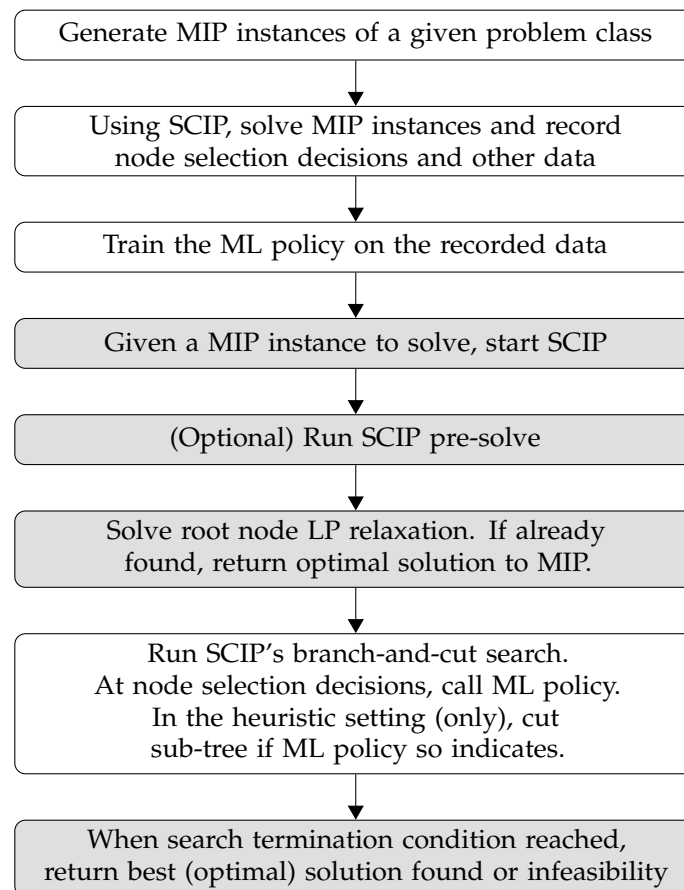 Generate MIP instances of a given problem class
Using SCIP, solve MIP instances and record
node selection decisions and other data
Train the ML policy on the recorded data
Given a MIP instance to solve, start SCIP
(Optional) Run SCIP pre-solve
Solve root node LP relaxation. If already
found, return optimal solution to MIP.
Run SCIP's branch-and-cut search.
At node selection decisions, call ML policy.
In the heuristic setting (only), cut
sub-tree if ML policy so indicates.
When search termination condition reached,
return best (optimal) solution found or infeasibility